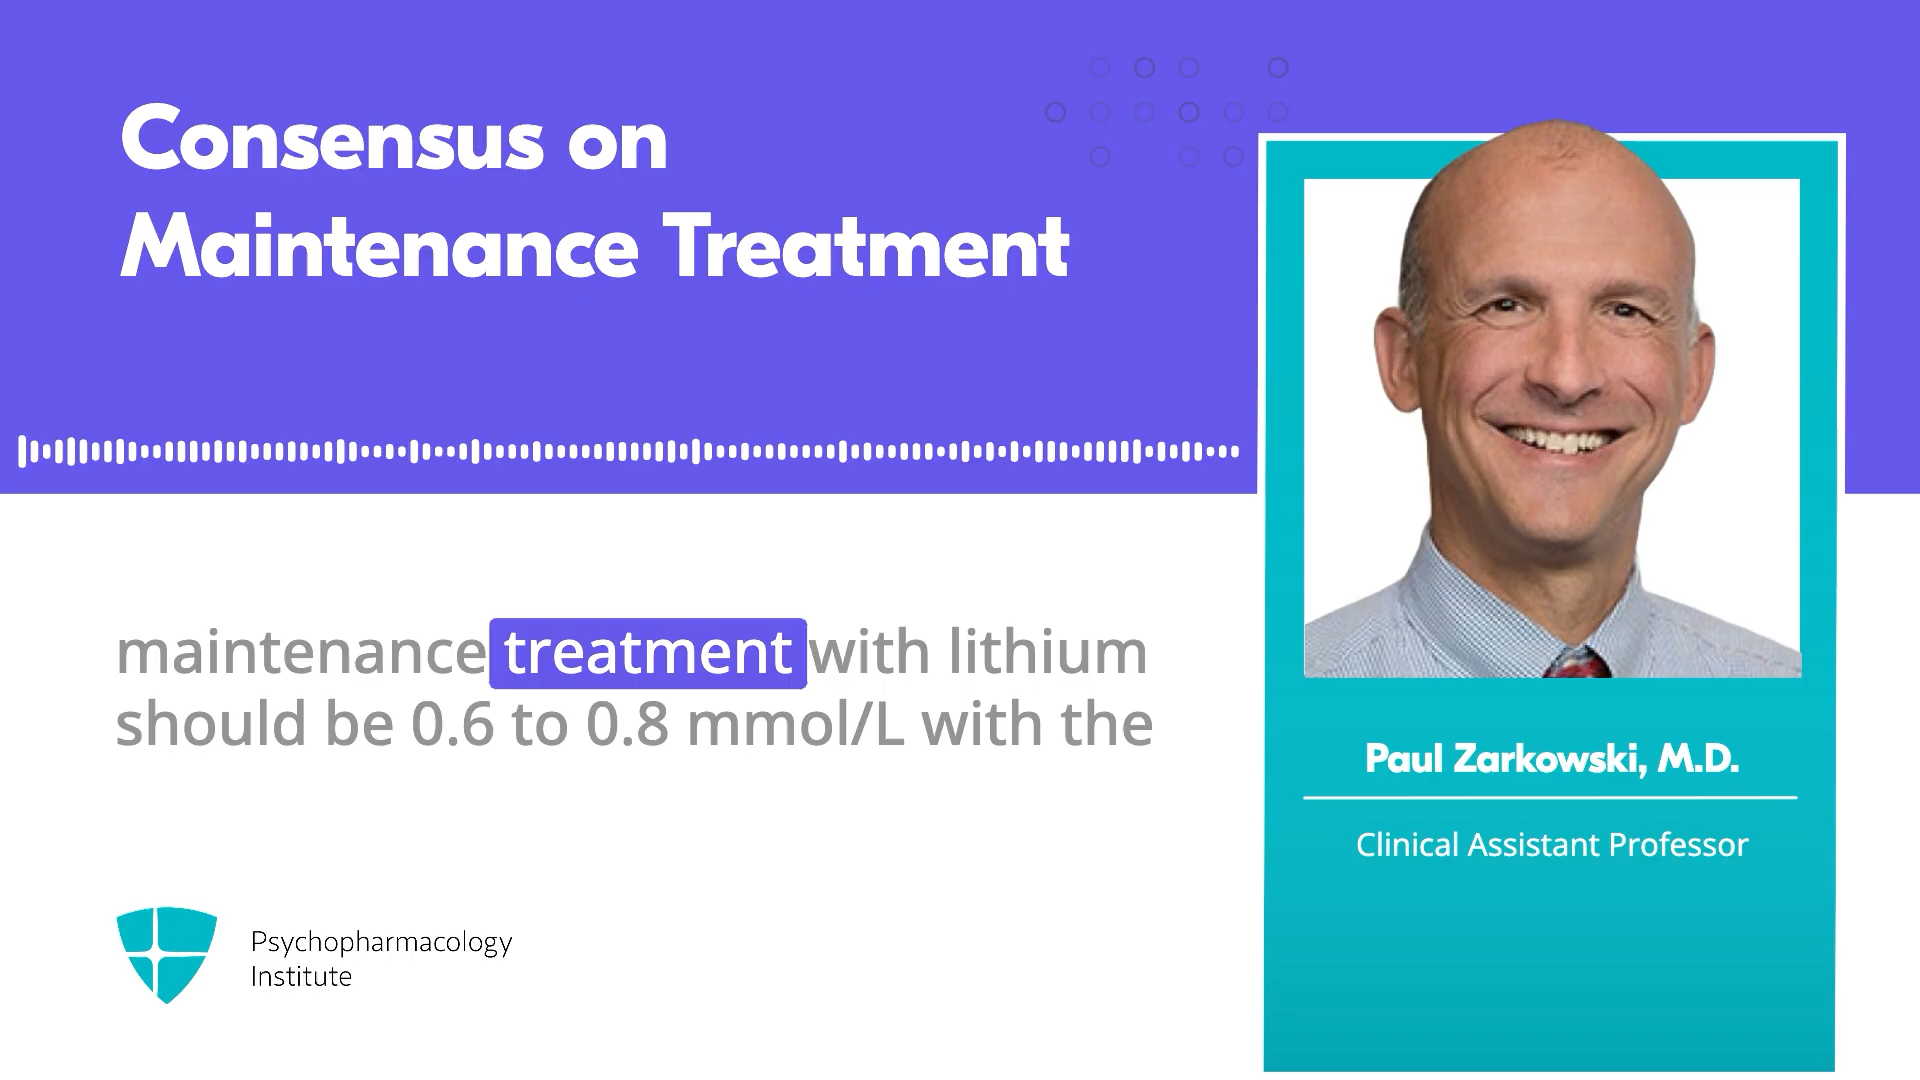 Consensus on
Maintenance Treatment
maintenance treatment with lithium
should be 0.6 to 0.8 mmol/L with the
Paul Zarkowski, M.D.
Clinical Assistant Professor
Psychopharmacology
Institute